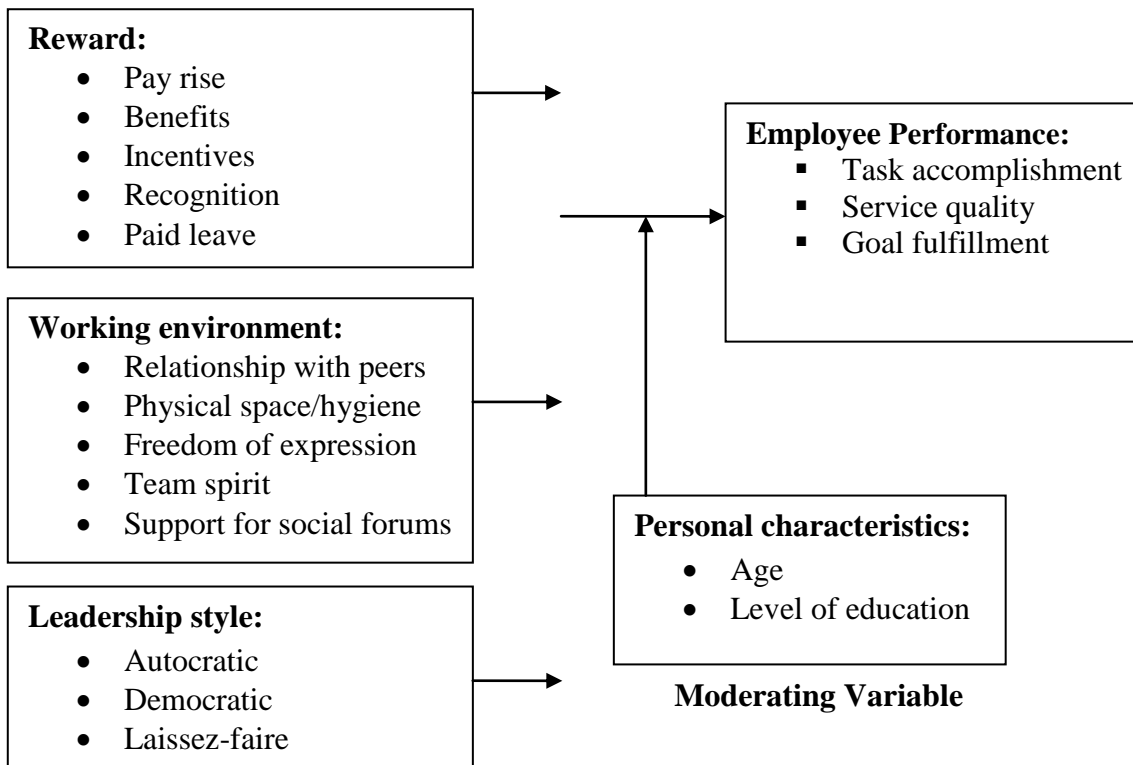 Reward:
• Pay rise
• Benefits
• Incentives
• Recognition
• Paid leave
Working environment:
• Relationship with peers
• Physical space/hygiene
• Freedom of expression
• Team spirit
• Support for social forums
Leadership style:
• Autocratic
• Democratic
• Laissez-faire
Employee Performance:
▪ Task accomplishment
▪ Service quality
▪ Goal fulfillment
Personal characteristics:
• Age
• Level of education
Moderating Variable